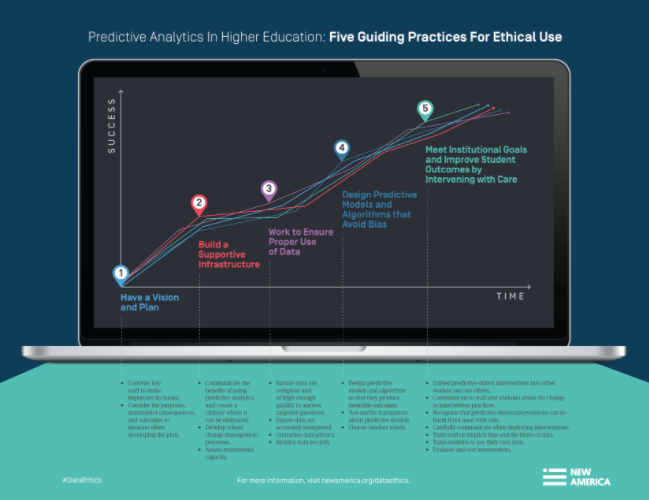 Predictive Analytics In Higher Education: Five Guiding Practices For Ethical Use
SUCCESS
5
Meet Institutional Goals
and Improve Student
Outcomes by
Intervening with Care
4
Design Predictive
Models and
Algorithms that
Avoid Bias
3
Work to Ensure
Proper Use
of Data
2
Build a
Supportive
Infrastructure
1
Have a Vision
and Plan
TIME
• Convene key
staff to make
important decisions.
• Consider the purposes,
unintended consequences,
and outcomes to
measure when
developing the plan.
• Communicate the
benefits of using
predictive analytics
and create a
climate where it
can be embraced.
• Develop robust
change management
processes.
• Assess institutional
capacity.
• Ensure data are
complete and
of high enough
quality to answer
targeted questions.
• Ensure data are
accurately interpreted.
• Guarantee data privacy.
• Monitor data security.
• Design predictive
models and algorithms
so that they produce
desirable outcomes.
• Test and be transparent
about predictive models.
• Choose vendors wisely.
• Embed predictive-driven interventions into other
student success efforts.
• Communicate to staff and students about the change
in intervention practices.
• Recognize that predictive-driven interventions can do
harm if not used with care.
• Carefully communicate when deploying interventions.
• Train staff on implicit bias and the limits of data.
• Train students to use their own data.
• Evaluate and test interventions.
#DataEthics
For more information, visit newamerica.org/dataethics.
NEW
AMERICA